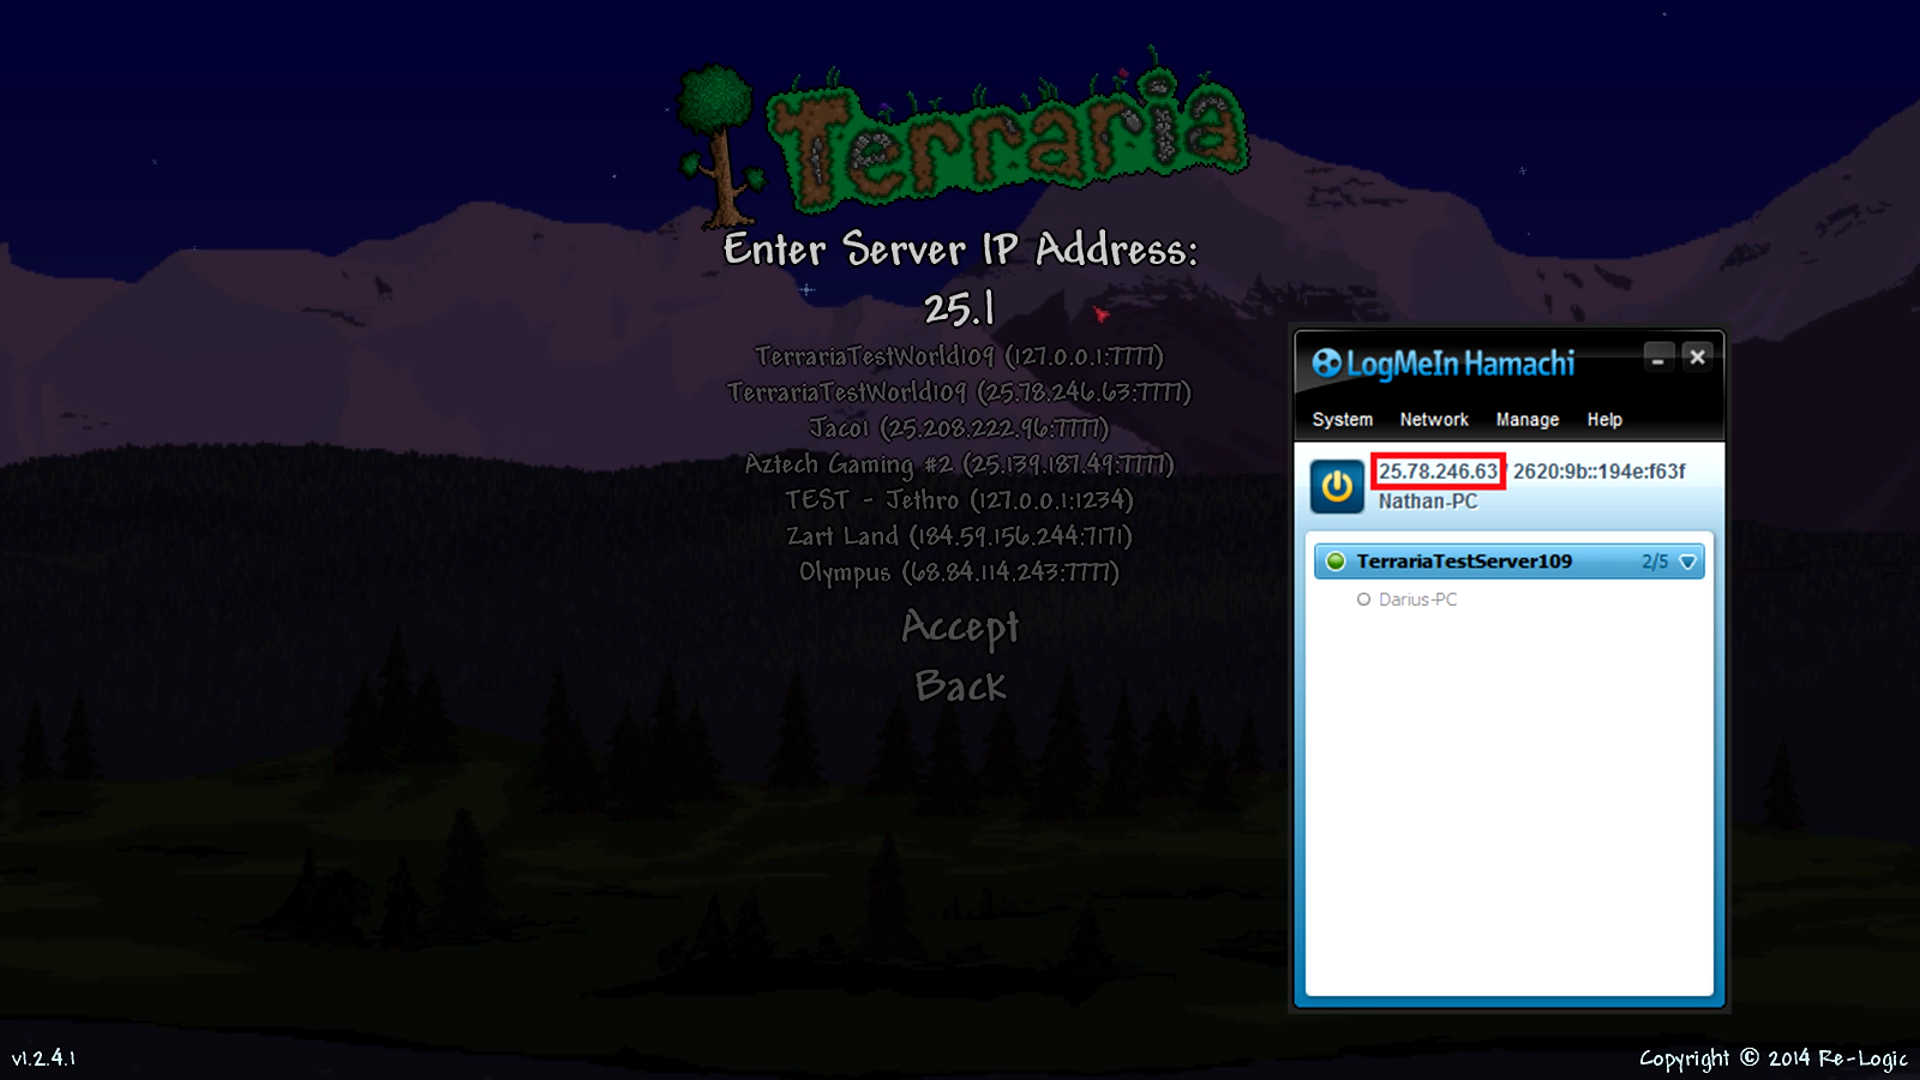 Terraria
Enter Server IP Address:
25.|
TerrariaTestWorld109 (127.0.0.1:7777)
TerrariaTestWorld109 (25.78.246.63:7777)
Jaco1 (25.208.222.96:7777)
Aztech Gaming #2 (25.139.187.49:7777)
TEST - Jethro (127.0.0.1:1234)
Zart Land (184.59.156.244:7171)
Olympus (68.84.114.243:7777)
Accept
Back
LogMeIn Hamachi
System Network Manage Help
25.78.246.63 2620:9b::194e:f63f
Nathan-PC
TerrariaTestServer109 2/5
Darius-PC
v1.2.4.1
Copyright © 2014 Re-Logic